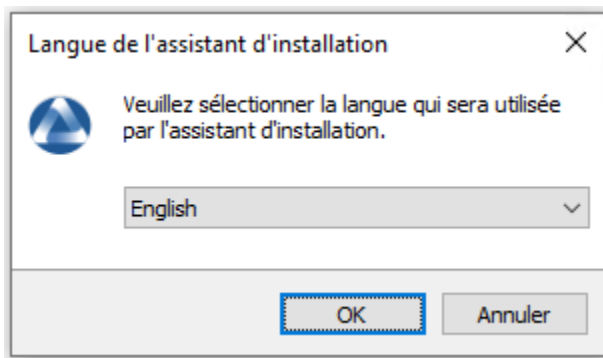 Langue de l'assistant d'installation
Veuillez sélectionner la langue qui sera utilisée
par l'assistant d'installation.
English
OK
Annuler